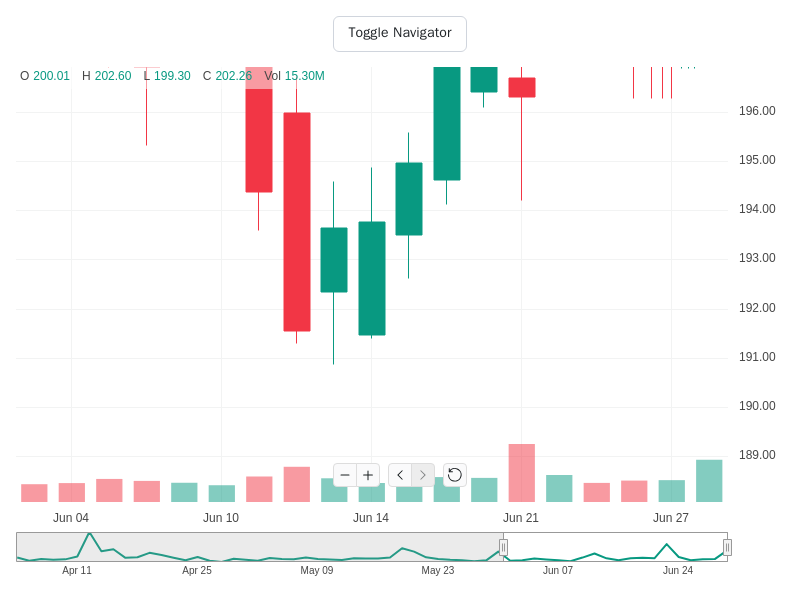 Toggle Navigator
O 200.01 H 202.60 L 199.30 C 202.26 Vol 15.30M
196.00
195.00
194.00
193.00
192.00
191.00
190.00
189.00
Jun 04 Jun 10 Jun 14 Jun 21 Jun 27
Apr 11 Apr 25 May 09 May 23 Jun 07 Jun 24